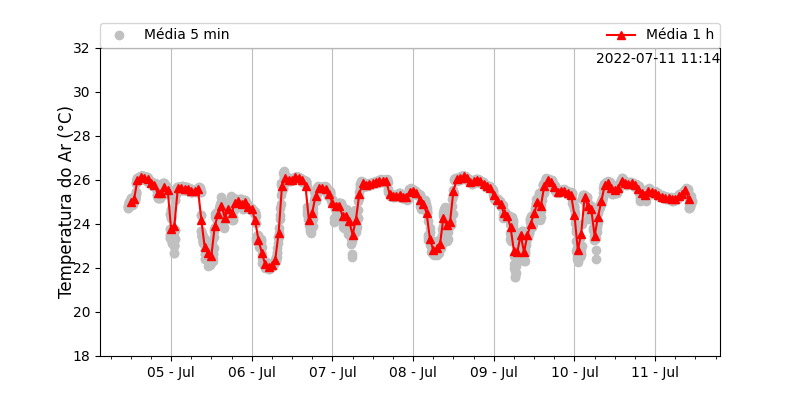 Média 5 min
Média 1 h
2022-07-11 11:14
Temperatura do Ar (°C)
32
30
28
26
24
22
20
18
05 - Jul
06 - Jul
07 - Jul
08 - Jul
09 - Jul
10 - Jul
11 - Jul